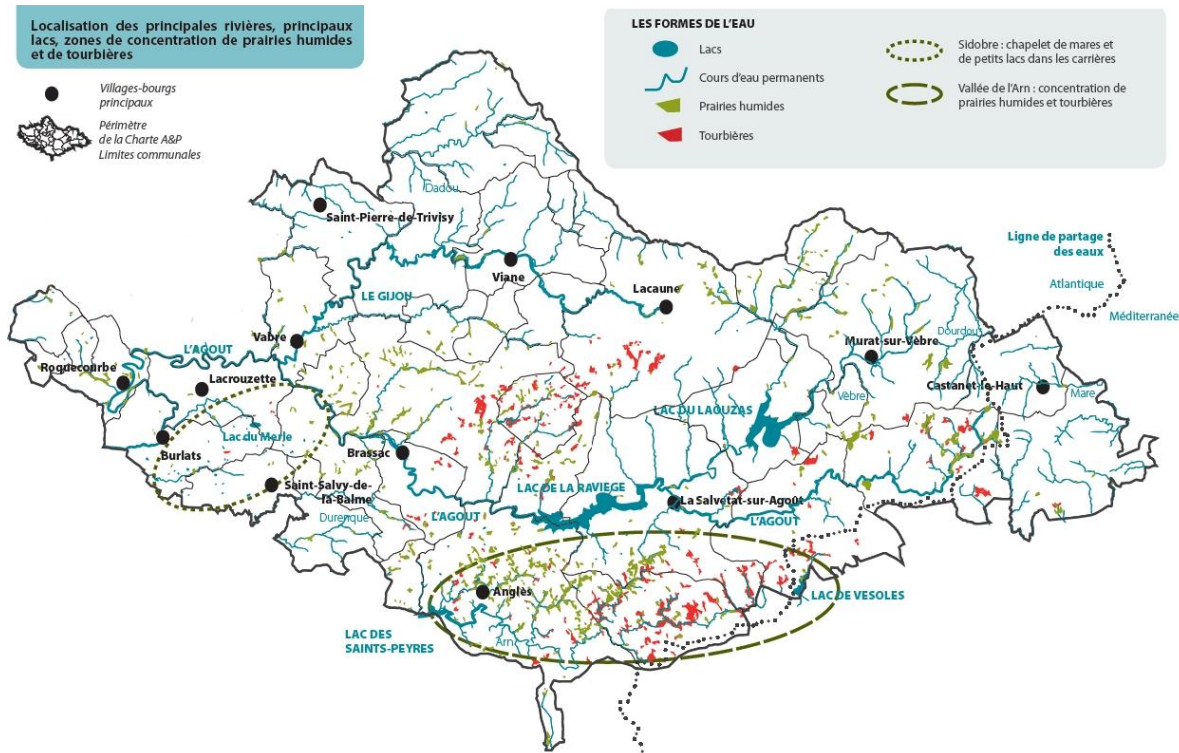 Localisation des principales rivières, principaux
lacs, zones de concentration de prairies humides
et de tourbières
Villages-bourgs
principaux
Périmètre
de la Charte A&P
Limites communales
LES FORMES DE L'EAU
Lacs
Cours d'eau permanents
Prairies humides
Tourbières
Sidobre : chapelet de mares et
de petits lacs dans les carrières
Vallée de l'Arn : concentration de
prairies humides et tourbières
Dadou
Saint-Pierre-de-Trivisy
Ligne de partage
des eaux
Viane
Atlantique
LE GIJOU
Lacaune
Méditerranée
Vabre
Dourdou
L'AGOUT
Murat-sur-Vèbre
Roquecourbe
Lacrouzette
Castanet-le-Haut
Vèbre
Mare
LAC DU LAOUZAS
Lac du Merle
Burlats
Brassac
Saint-Salvy-de-
la-Balme
LAC DE LA RAVIEGE
La Salvetat-sur-Agoût
Durenque
L'AGOUT
L'AGOUT
Anglès
LAC DE VESOLES
LAC DES
SAINTS-PEYRES
Arn